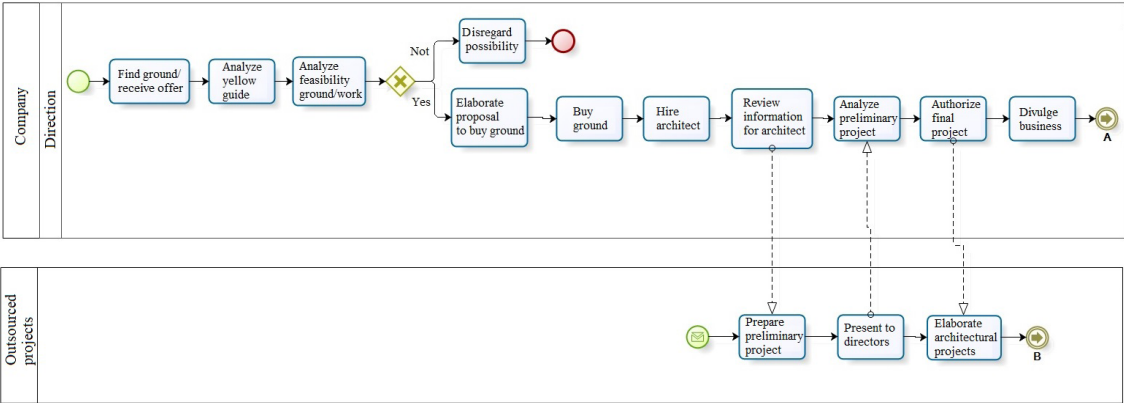 Company
Direction
Find ground/
receive offer
Analyze
yellow
guide
Analyze
feasibility
ground/work
Not
Yes
Disregard
possibility
Elaborate
proposal
to buy ground
Buy
ground
Hire
architect
Review
information
for architect
Analyze
preliminary
project
Authorize
final
project
Divulge
business
A
Outsourced
projects
Prepare
preliminary
project
Present to
directors
Elaborate
architectural
projects
B